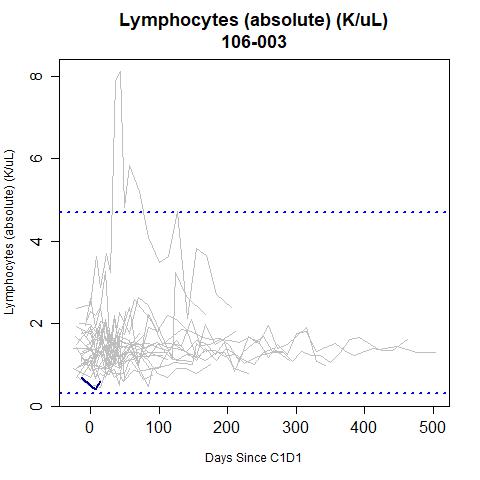 Lymphocytes (absolute) (K/uL)
106-003
Lymphocytes (absolute) (K/uL)
8
6
4
2
0
0 100 200 300 400 500
Days Since C1D1